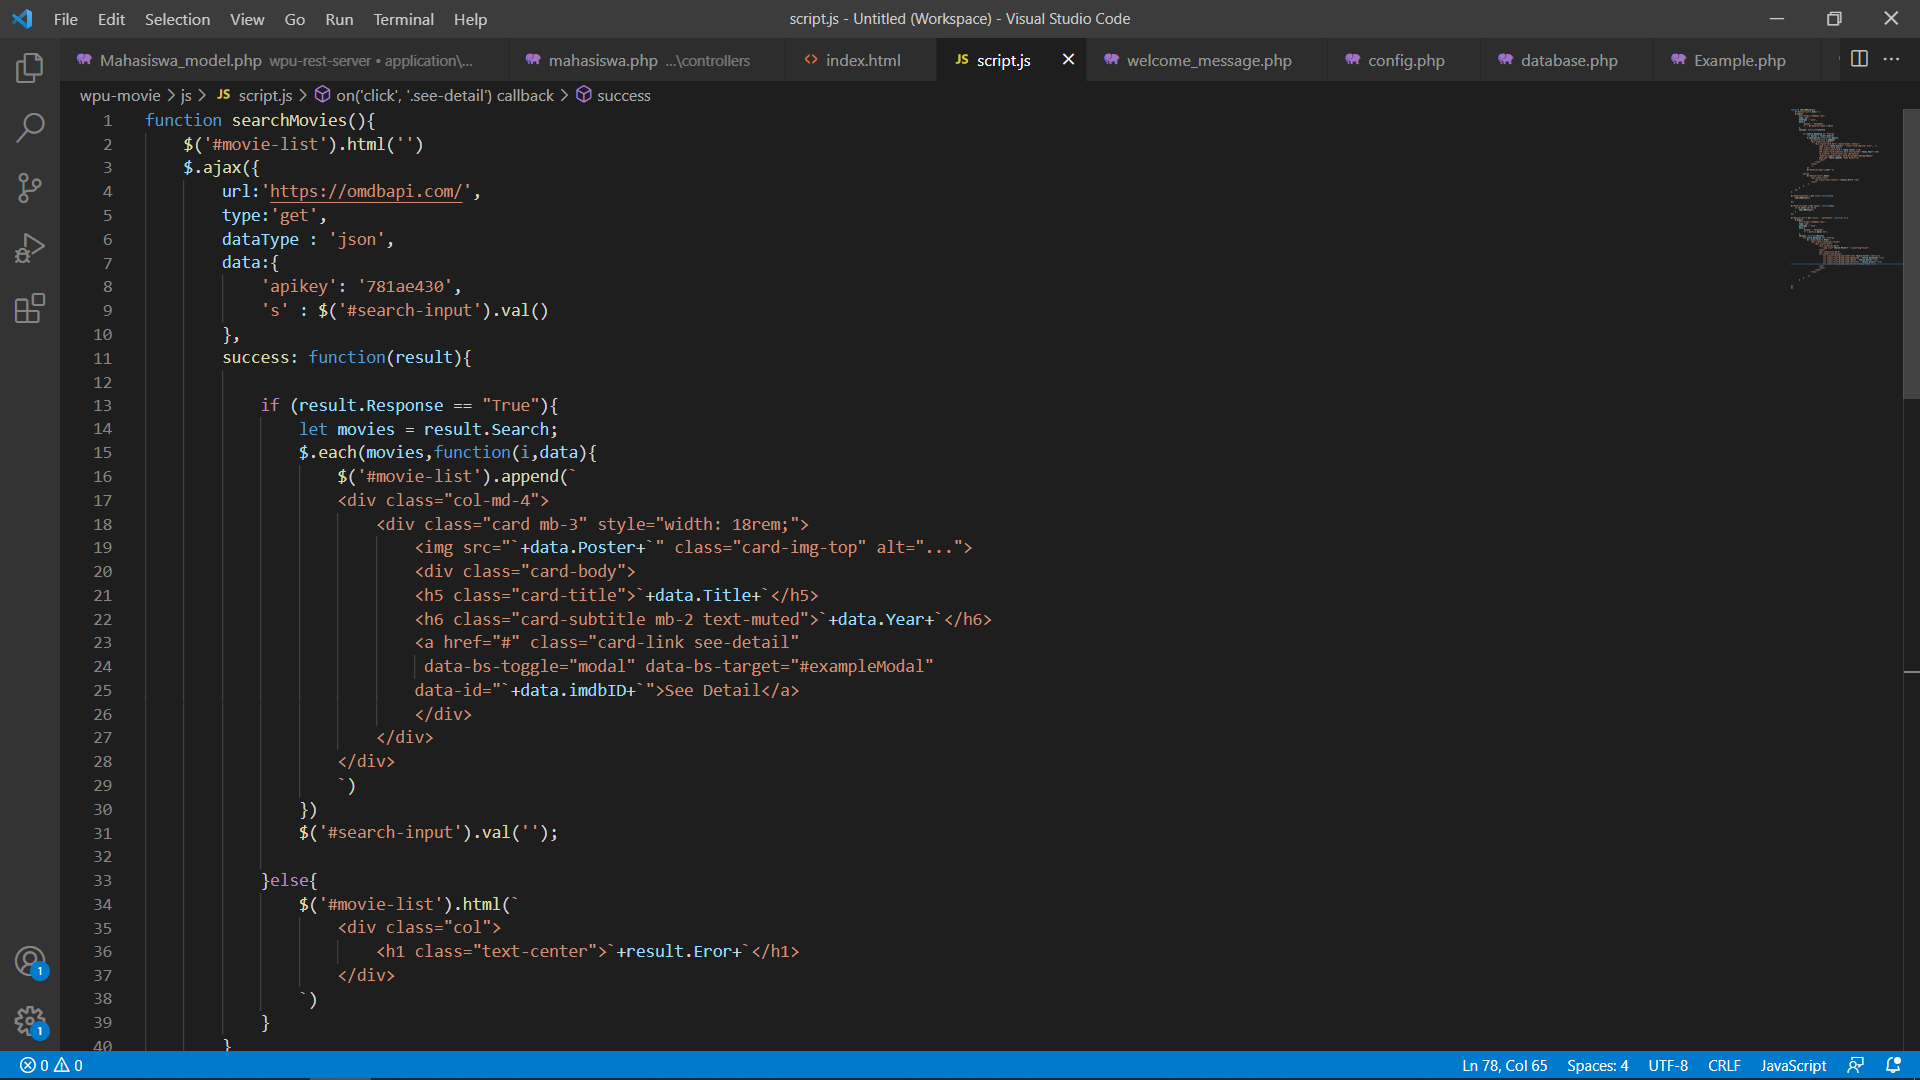 File Edit Selection View Go Run Terminal Help script.js - Untitled (Workspace) - Visual Studio Code
Mahasiswa_model.php wpu-rest-server • application\... mahasiswa.php ...\controllers <> index.html JS script.js welcome_message.php config.php database.php Example.php
wpu-movie > js > JS script.js > on('click', '.see-detail') callback > success
1 function searchMovies(){
2 $('#movie-list').html('')
3 $.ajax({
4 url:'https://omdbapi.com/',
5 type:'get',
6 dataType : 'json',
7 data:{
8 'apikey': '781ae430',
9 's' : $('#search-input').val()
10 },
11 success: function(result){
12
13 if (result.Response == "True"){
14 let movies = result.Search;
15 $.each(movies,function(i,data){
16 $('#movie-list').append(`
17 <div class="col-md-4">
18 <div class="card mb-3" style="width: 18rem;">
19 <img src="`+data.Poster+`" class="card-img-top" alt="...">
20 <div class="card-body">
21 <h5 class="card-title">`+data.Title+`</h5>
22 <h6 class="card-subtitle mb-2 text-muted">`+data.Year+`</h6>
23 <a href="#" class="card-link see-detail"
24 data-bs-toggle="modal" data-bs-target="#exampleModal"
25 data-id="`+data.imdbID+`">See Detail</a>
26 </div>
27 </div>
28 </div>
29 `)
30 })
31 $('#search-input').val('');
32
33 }else{
34 $('#movie-list').html(`
35 <div class="col">
36 <h1 class="text-center">`+result.Eror+`</h1>
37 </div>
38 `)
39 }
40 }
1
1
0 0 Ln 78, Col 65 Spaces: 4 UTF-8 CRLF JavaScript